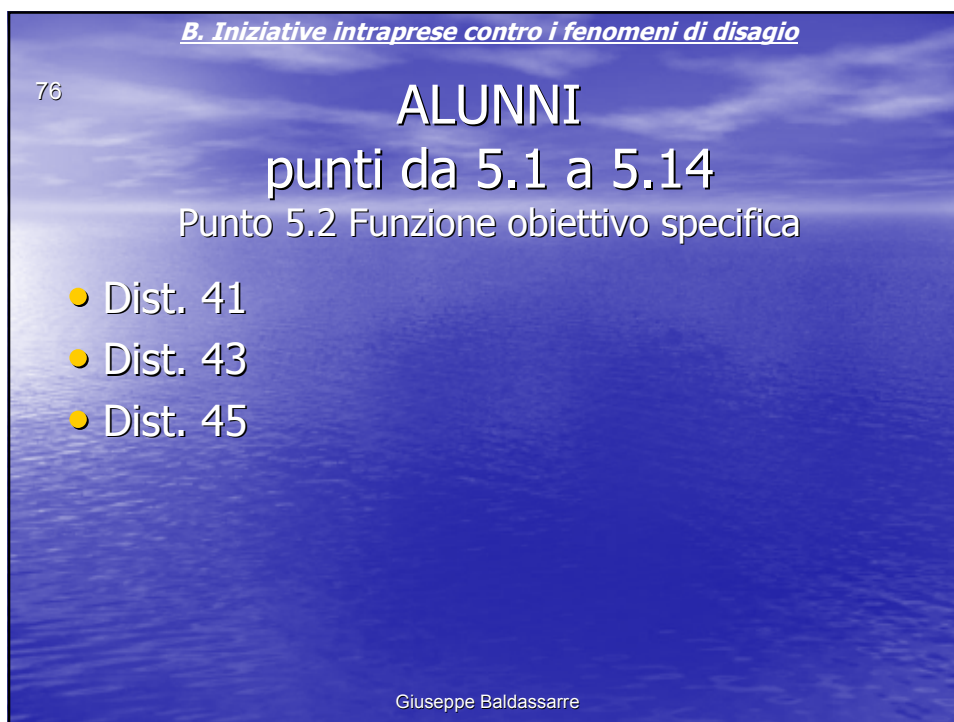 B. Iniziative intraprese contro i fenomeni di disagio
76
ALUNNI
punti da 5.1 a 5.14
Punto 5.2 Funzione obiettivo specifica
• Dist. 41
• Dist. 43
• Dist. 45
Giuseppe Baldassarre